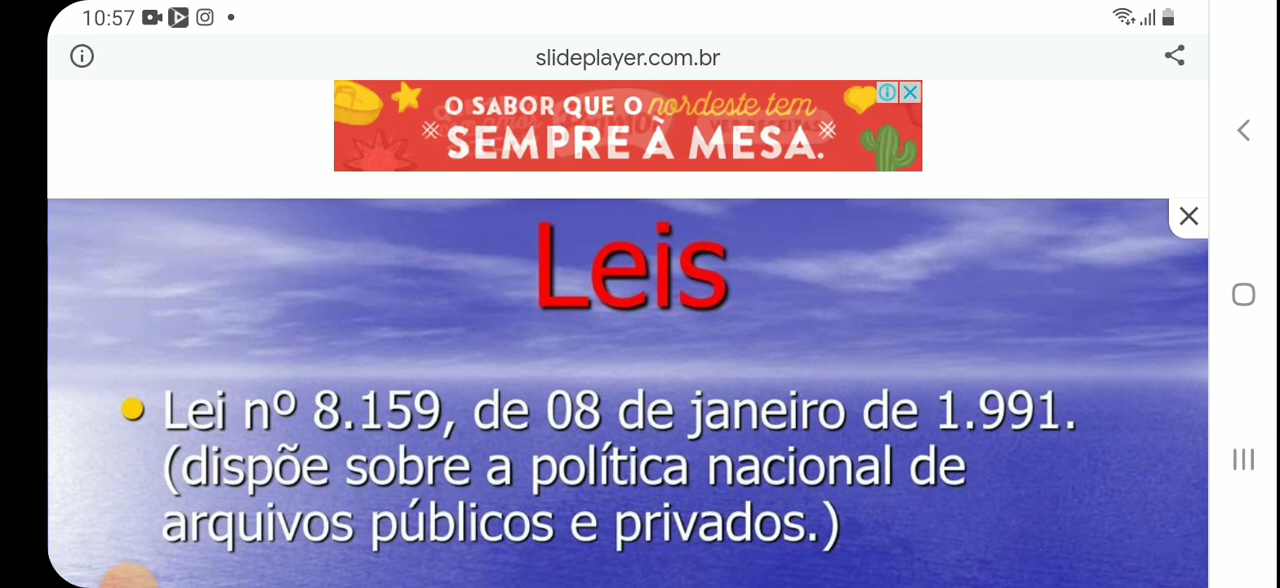 10:57
slideplayer.com.br
O SABOR QUE O nordeste tem
SEMPRE À MESA.
Leis
Lei nº 8.159, de 08 de janeiro de 1.991.
(dispõe sobre a política nacional de
arquivos públicos e privados.)